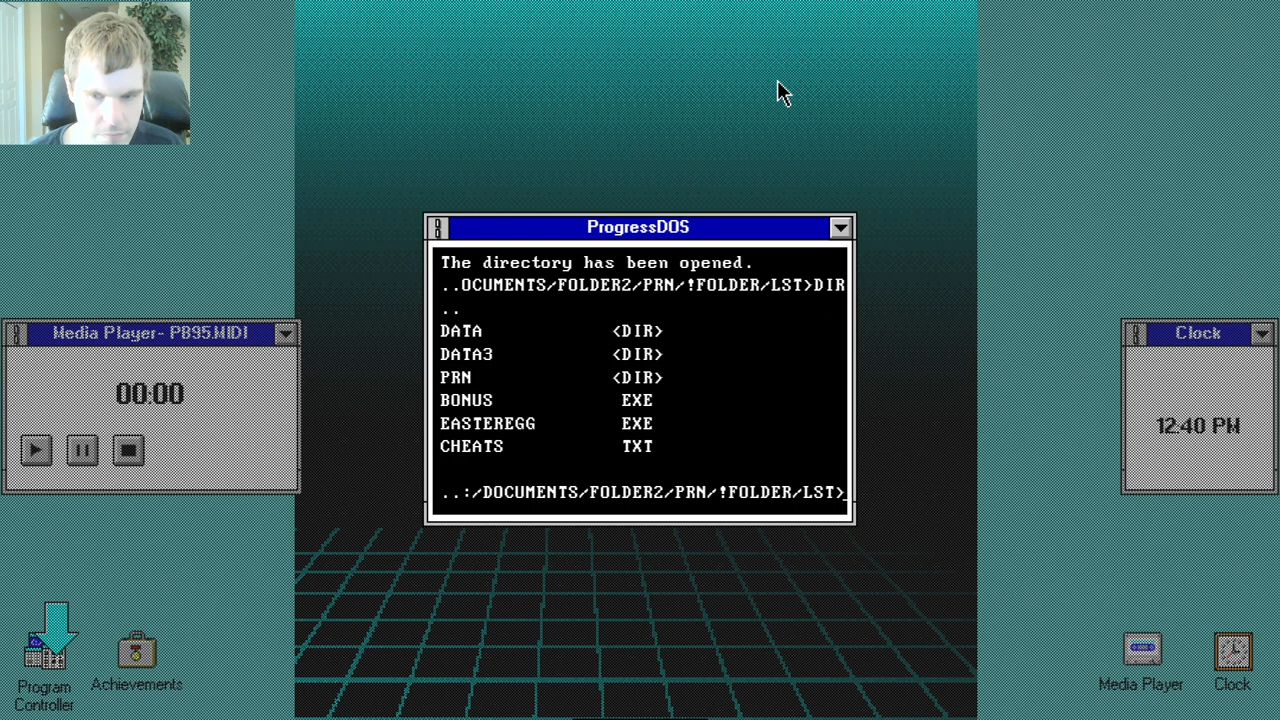 ProgressDOS
The directory has been opened.
..OCUMENTS/FOLDER2/PRN/!FOLDER/LST>DIR
..
DATA <DIR>
DATA3 <DIR>
PRN <DIR>
BONUS EXE
EASTEREGG EXE
CHEATS TXT
..:/DOCUMENTS/FOLDER2/PRN/!FOLDER/LST>_
Media Player- PB95.MIDI
00:00
Clock
12:40 PM
Program
Controller
Achievements
Media Player
Clock